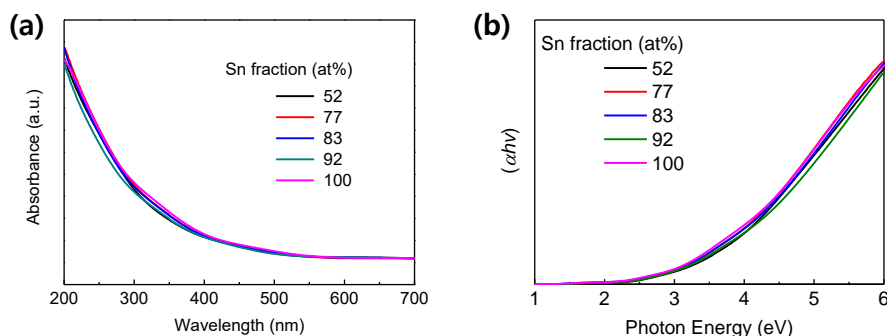 (a)
Absorbance (a.u.)
Sn fraction (at%)
52
77
83
92
100
200 300 400 500 600 700
Wavelength (nm)
(b)
(αhν)
Sn fraction (at%)
52
77
83
92
100
1 2 3 4 5 6
Photon Energy (eV)